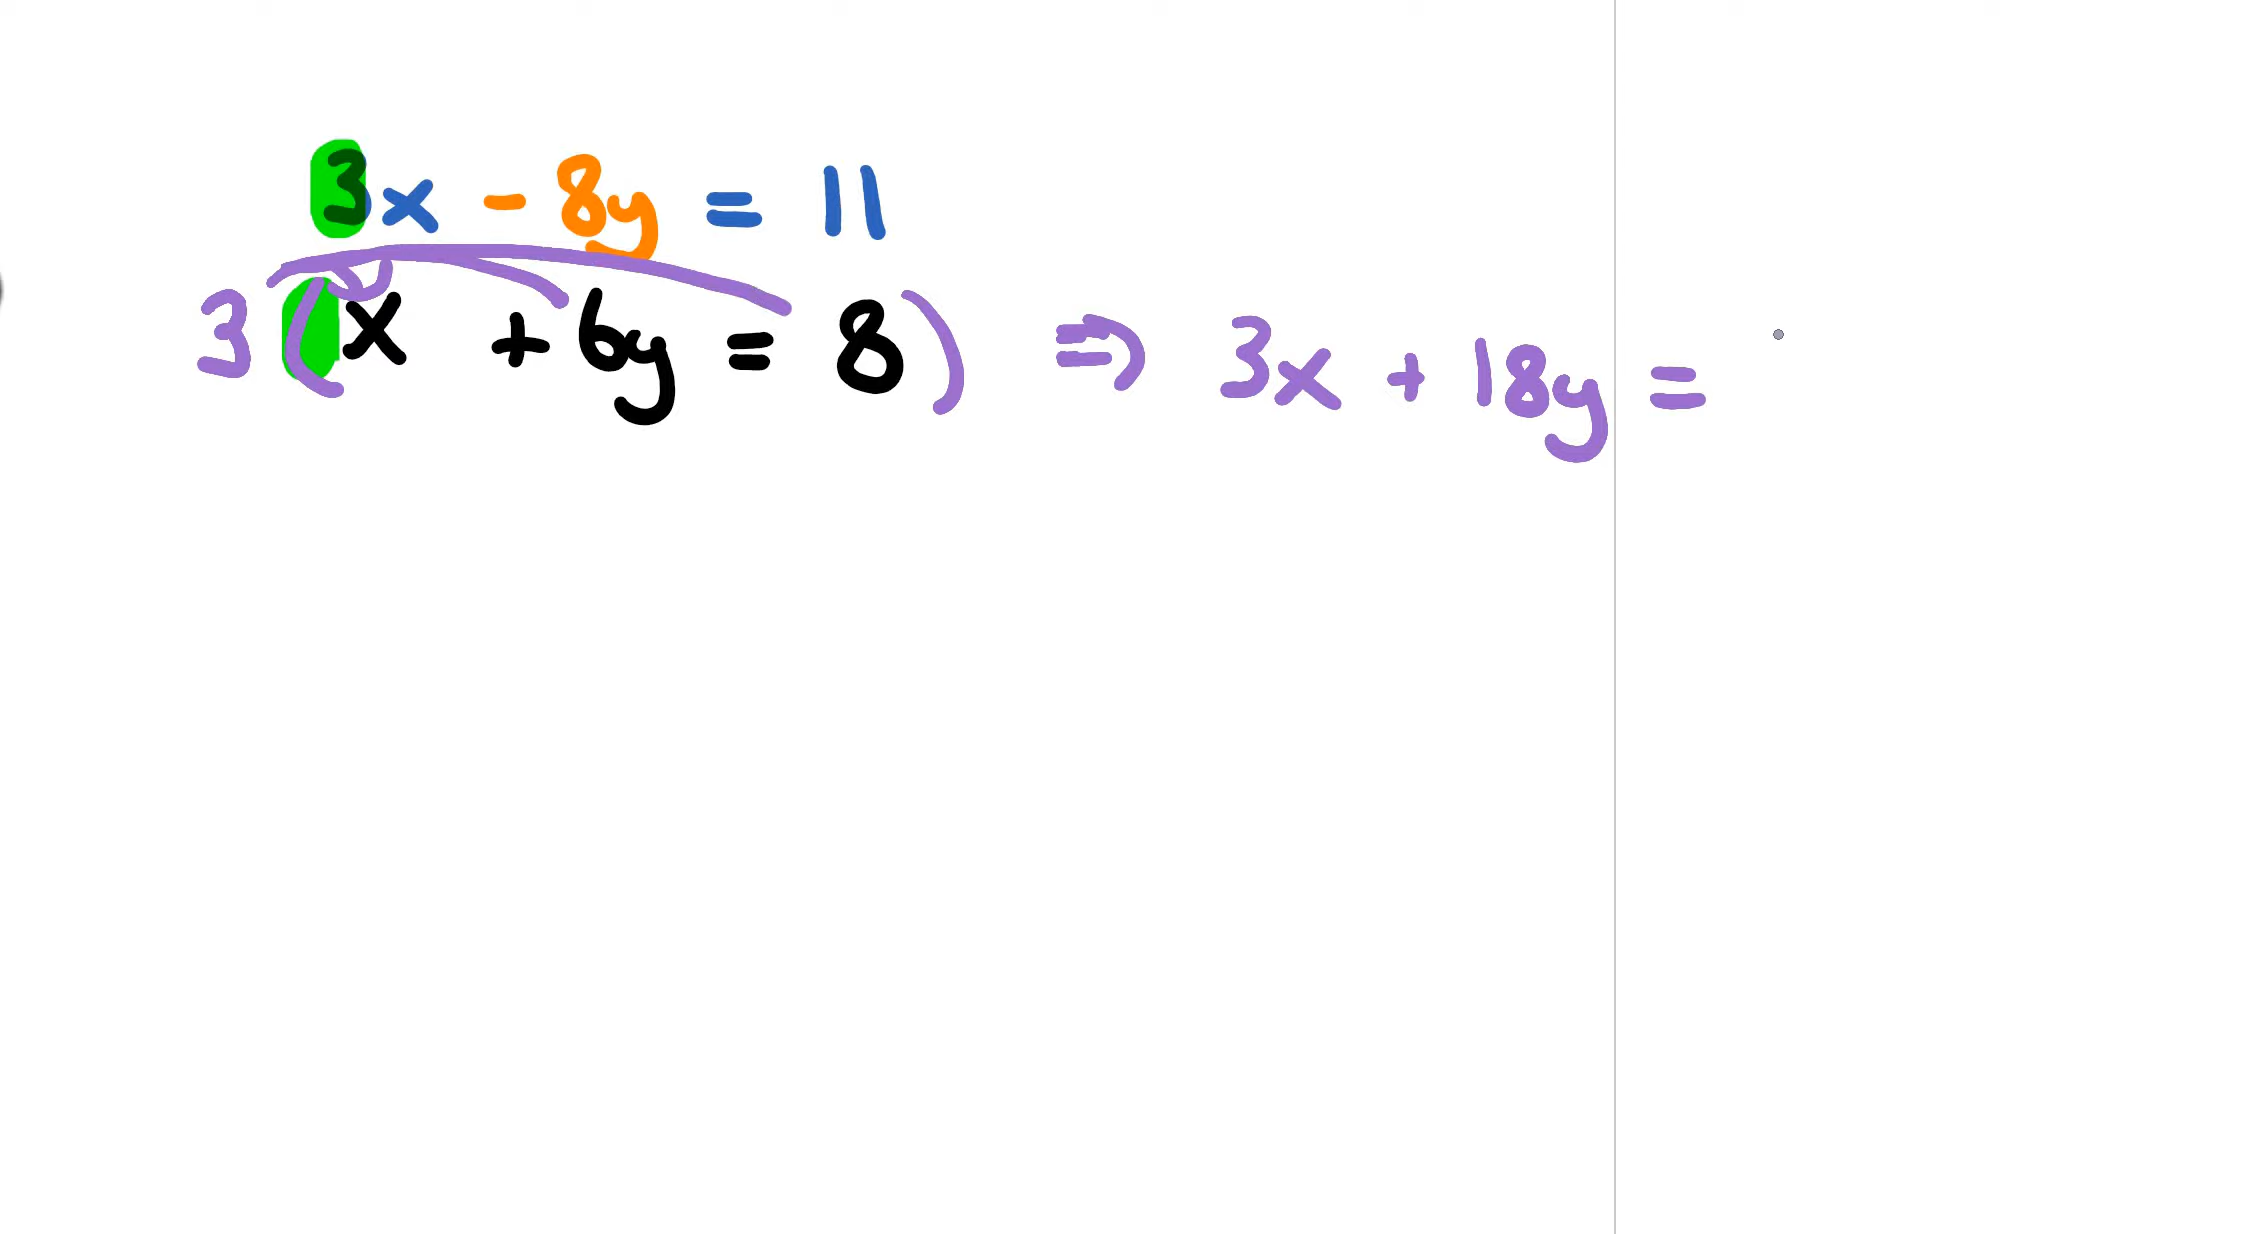 3x - 8y = 11
3(x + 6y = 8) ⇒ 3x + 18y =